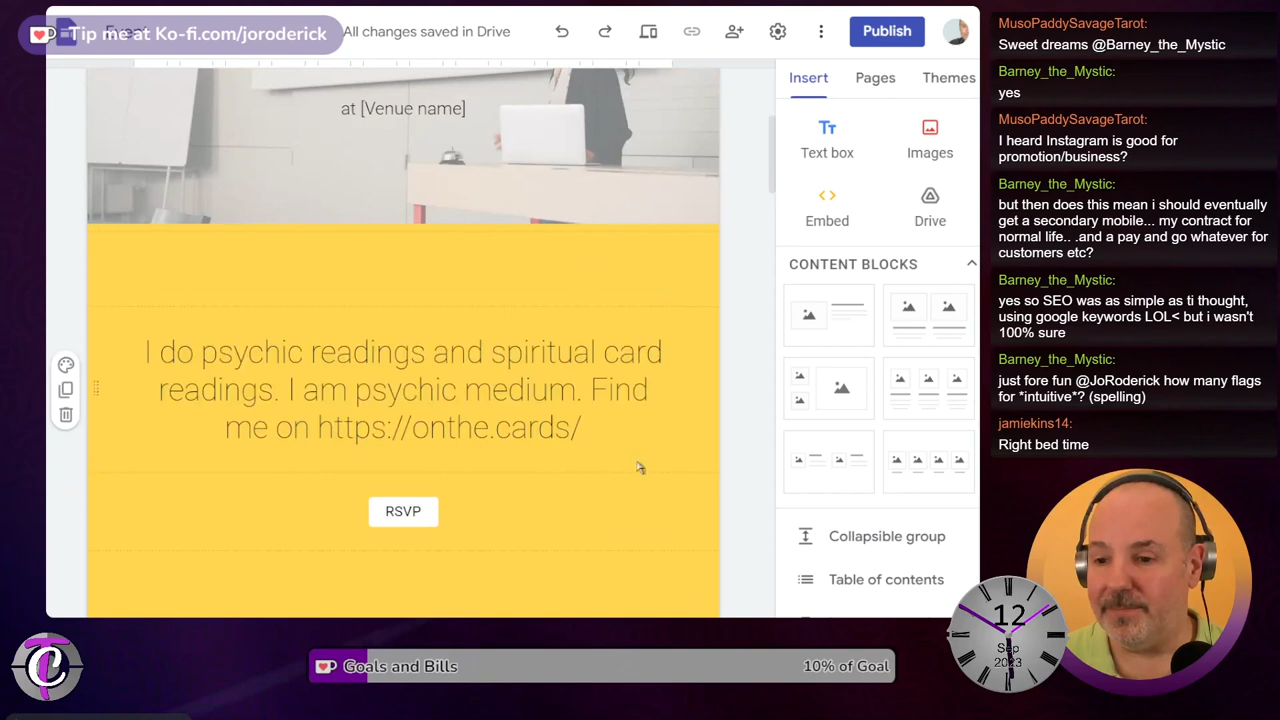 Tip me at Ko-fi.com/joroderick
All changes saved in Drive
Publish
at [Venue name]
I do psychic readings and spiritual card
readings. I am psychic medium. Find
me on https://onthe.cards/
RSVP
Insert
Pages
Themes
Tt
Text box
Images
Embed
Drive
CONTENT BLOCKS
Collapsible group
Table of contents
MusoPaddySavageTarot:
Sweet dreams @Barney_the_Mystic
Barney_the_Mystic:
yes
MusoPaddySavageTarot:
I heard Instagram is good for
promotion/business?
Barney_the_Mystic:
but then does this mean i should eventually
get a secondary mobile... my contract for
normal life.. .and a pay and go whatever for
customers etc?
Barney_the_Mystic:
yes so SEO was as simple as ti thought,
using google keywords LOL< but i wasn't
100% sure
Barney_the_Mystic:
just fore fun @JoRoderick how many flags
for *intuitive*? (spelling)
jamiekins14:
Right bed time
12
Sep
2023
TC
Goals and Bills
10% of Goal